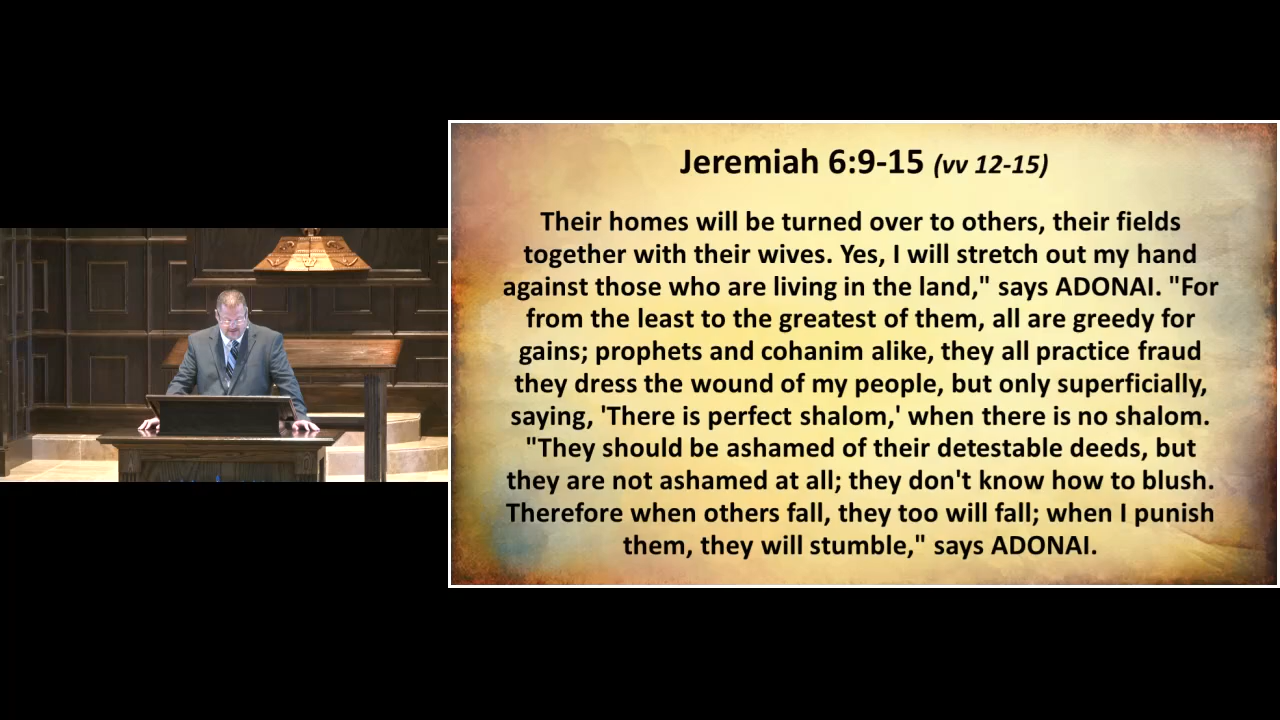 Jeremiah 6:9-15 (vv 12-15)
Their homes will be turned over to others, their fields
together with their wives. Yes, I will stretch out my hand
against those who are living in the land," says ADONAI. "For
from the least to the greatest of them, all are greedy for
gains; prophets and cohanim alike, they all practice fraud
they dress the wound of my people, but only superficially,
saying, 'There is perfect shalom,' when there is no shalom.
"They should be ashamed of their detestable deeds, but
they are not ashamed at all; they don't know how to blush.
Therefore when others fall, they too will fall; when I punish
them, they will stumble," says ADONAI.